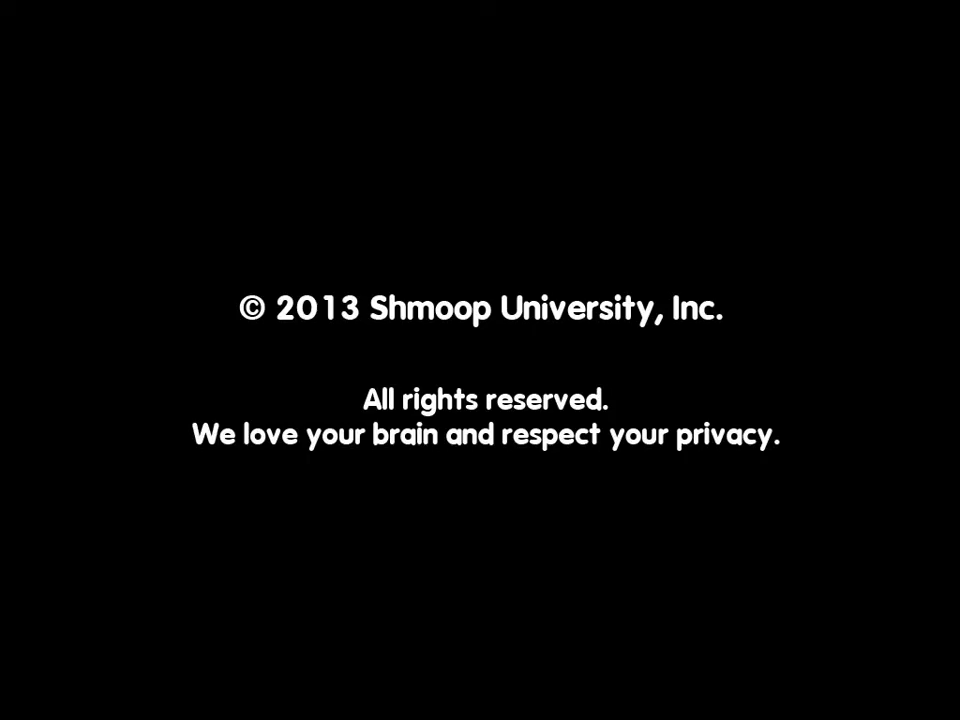 © 2013 Shmoop University, Inc.
All rights reserved.
We love your brain and respect your privacy.